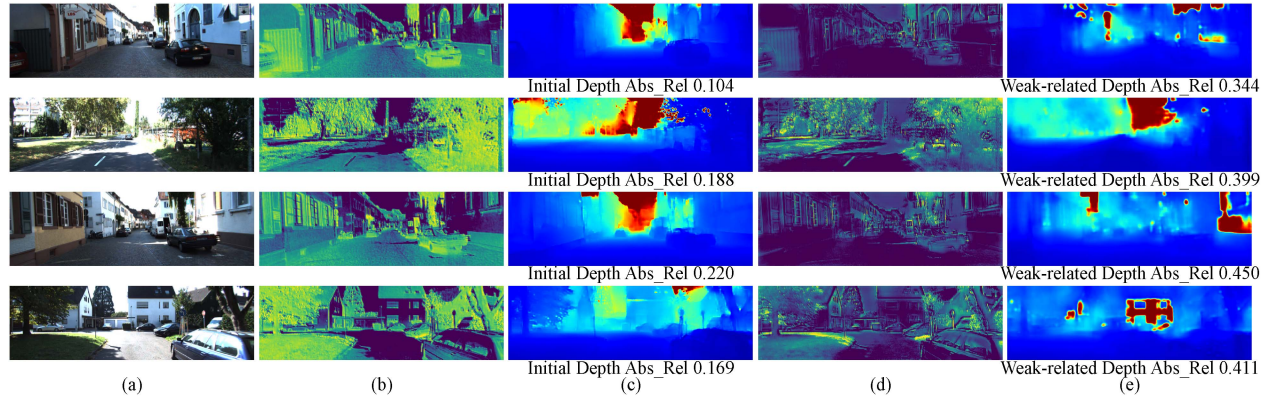 Initial Depth Abs_Rel 0.104
Weak-related Depth Abs_Rel 0.344
Initial Depth Abs_Rel 0.188
Weak-related Depth Abs_Rel 0.399
Initial Depth Abs_Rel 0.220
Weak-related Depth Abs_Rel 0.450
Initial Depth Abs_Rel 0.169
Weak-related Depth Abs_Rel 0.411
(a)
(b)
(c)
(d)
(e)